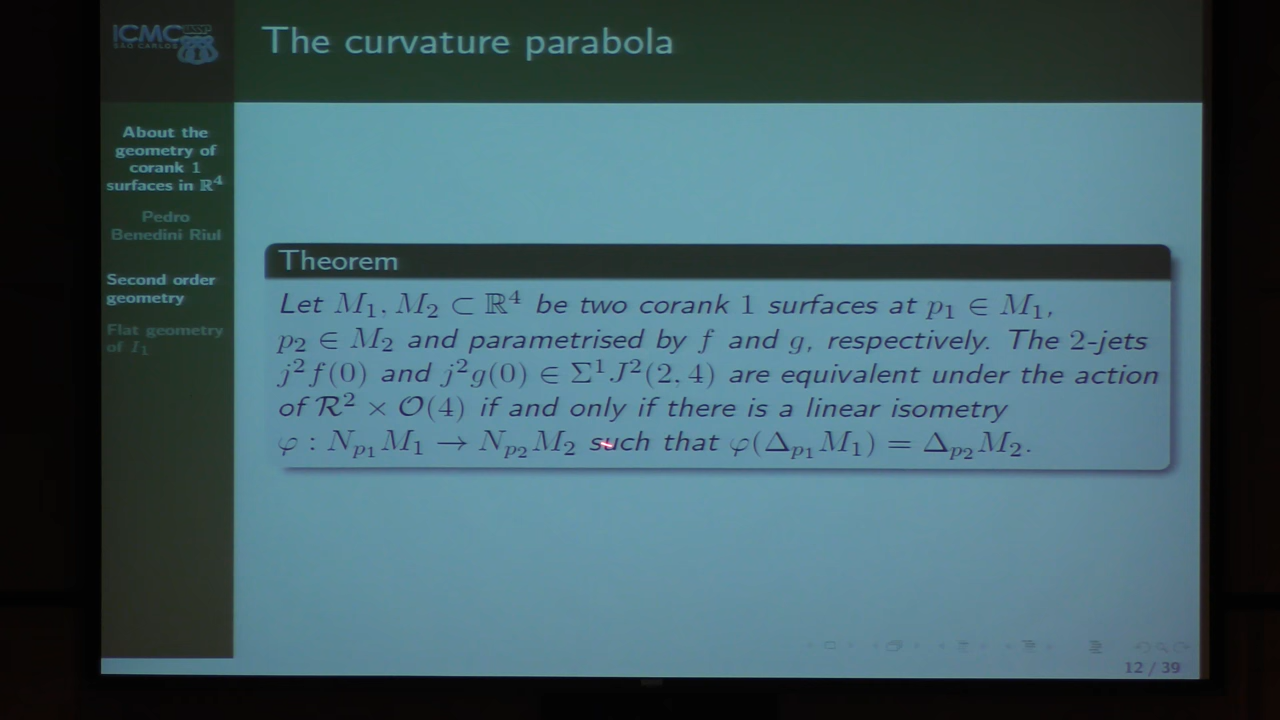 ICMC
SÃO CARLOS
The curvature parabola
About the
geometry of
corank 1
surfaces in ℝ⁴
Pedro
Benedini Riul
Second order
geometry
Flat geometry
of I₁
Theorem
Let M₁, M₂ ⊂ ℝ⁴ be two corank 1 surfaces at p₁ ∈ M₁,
p₂ ∈ M₂ and parametrised by f and g, respectively. The 2-jets
j²f(0) and j²g(0) ∈ Σ¹J²(2, 4) are equivalent under the action
of ℛ² × 𝒪(4) if and only if there is a linear isometry
φ : N_{p₁}M₁ → N_{p₂}M₂ such that φ(Δ_{p₁}M₁) = Δ_{p₂}M₂.
12 / 39